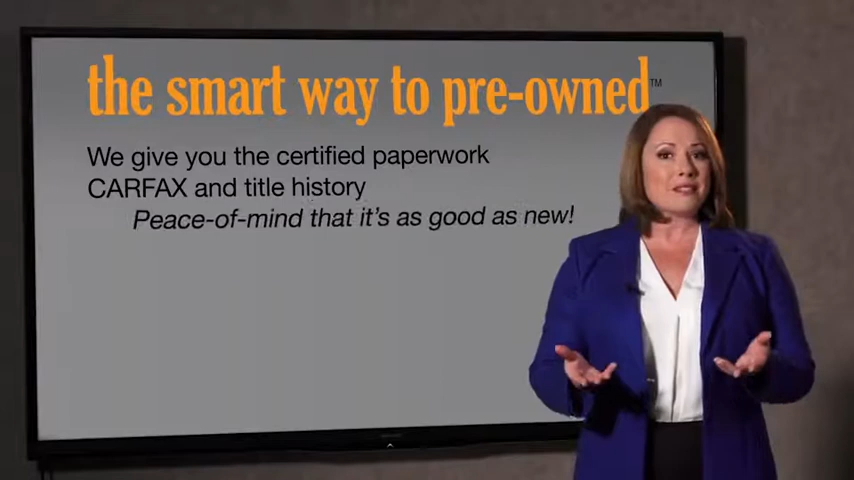 the smart way to pre-owned™
We give you the certified paperwork
CARFAX and title history
Peace-of-mind that it's as good as new!